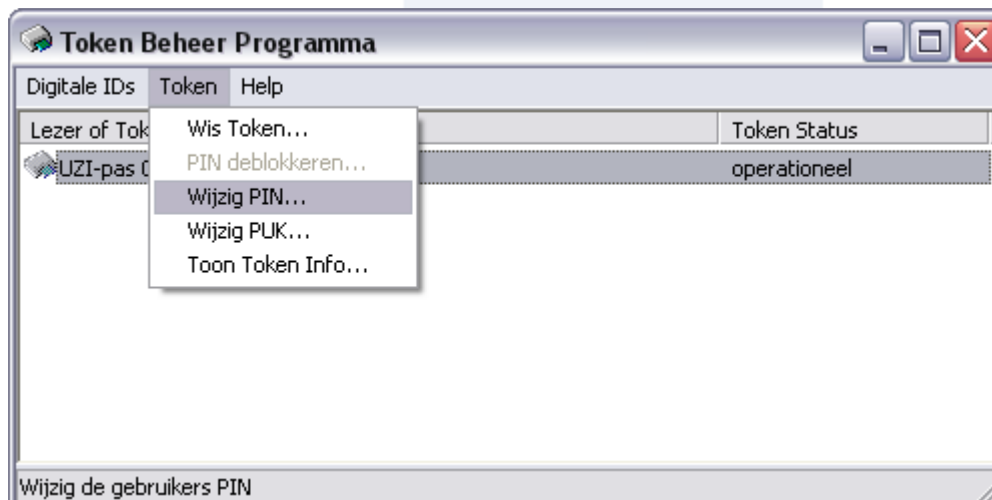 Token Beheer Programma
Digitale IDs Token Help
Lezer of Tok Token Status
UZI-pas 0 operationeel
Wis Token...
PIN deblokkeren...
Wijzig PIN...
Wijzig PUK...
Toon Token Info...
Wijzig de gebruikers PIN